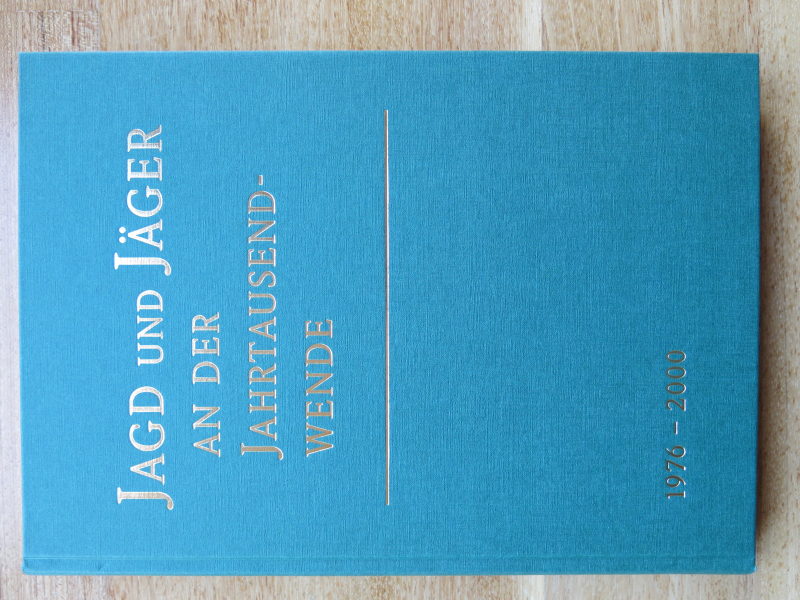 JAGD UND JÄGER
AN DER
JAHRTAUSEND-
WENDE
1976 – 2000